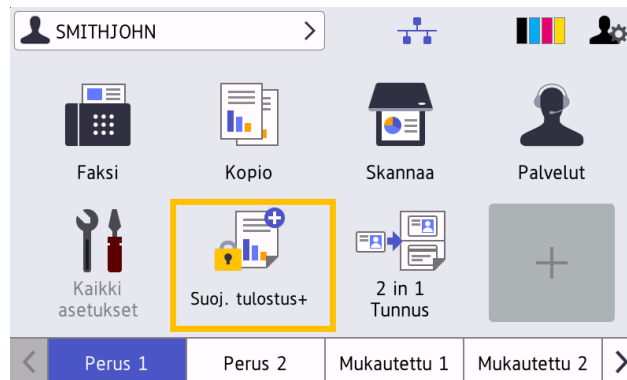 SMITHJOHN
Faksi
Kopio
Skannaa
Palvelut
Kaikki
asetukset
Suoj. tulostus+
2 in 1
Tunnus
Perus 1
Perus 2
Mukautettu 1
Mukautettu 2